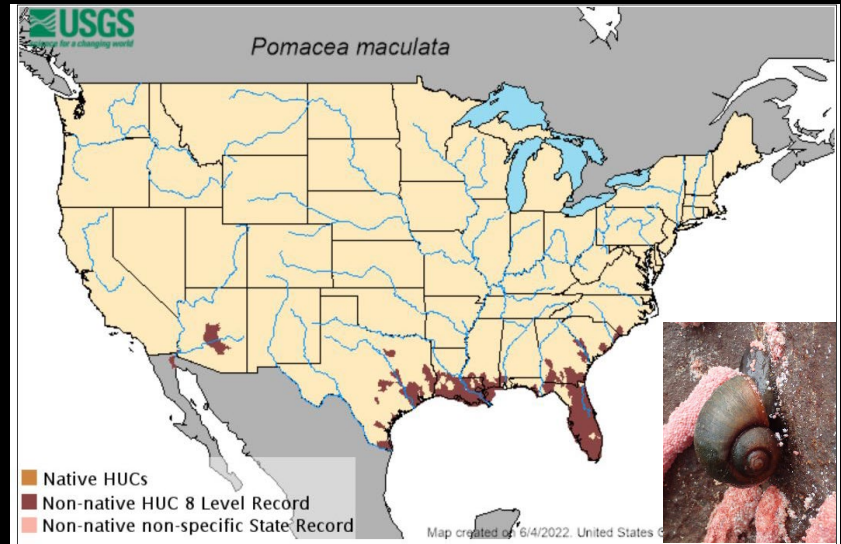 USGS
science for a changing world
Pomacea maculata
Native HUCs
Non-native HUC 8 Level Record
Non-native non-specific State Record
Map created on 6/4/2022. United States